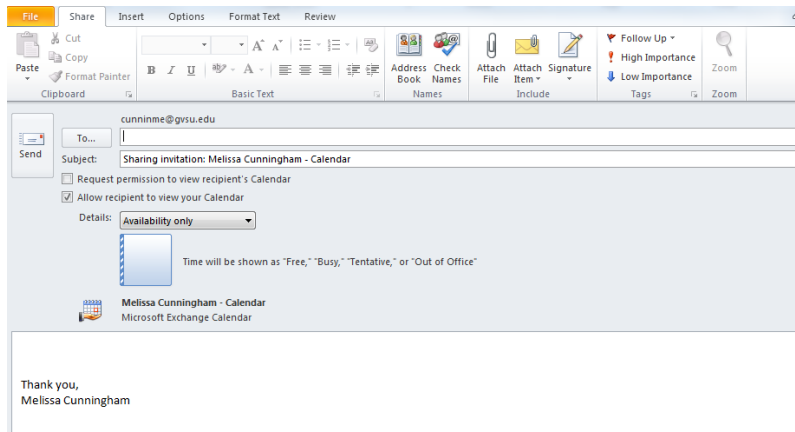 File Share Insert Options Format Text Review
Cut
Copy
Format Painter
Paste
Clipboard
A A
B I U A
Basic Text
Address Book
Check Names
Names
Attach File
Attach Item
Signature
Include
Follow Up
High Importance
Low Importance
Tags
Zoom
Zoom
cunninme@gvsu.edu
Send
To...
Subject: Sharing invitation: Melissa Cunningham - Calendar
Request permission to view recipient's Calendar
Allow recipient to view your Calendar
Details: Availability only
Time will be shown as "Free," "Busy," "Tentative," or "Out of Office"
Melissa Cunningham - Calendar
Microsoft Exchange Calendar
Thank you,
Melissa Cunningham